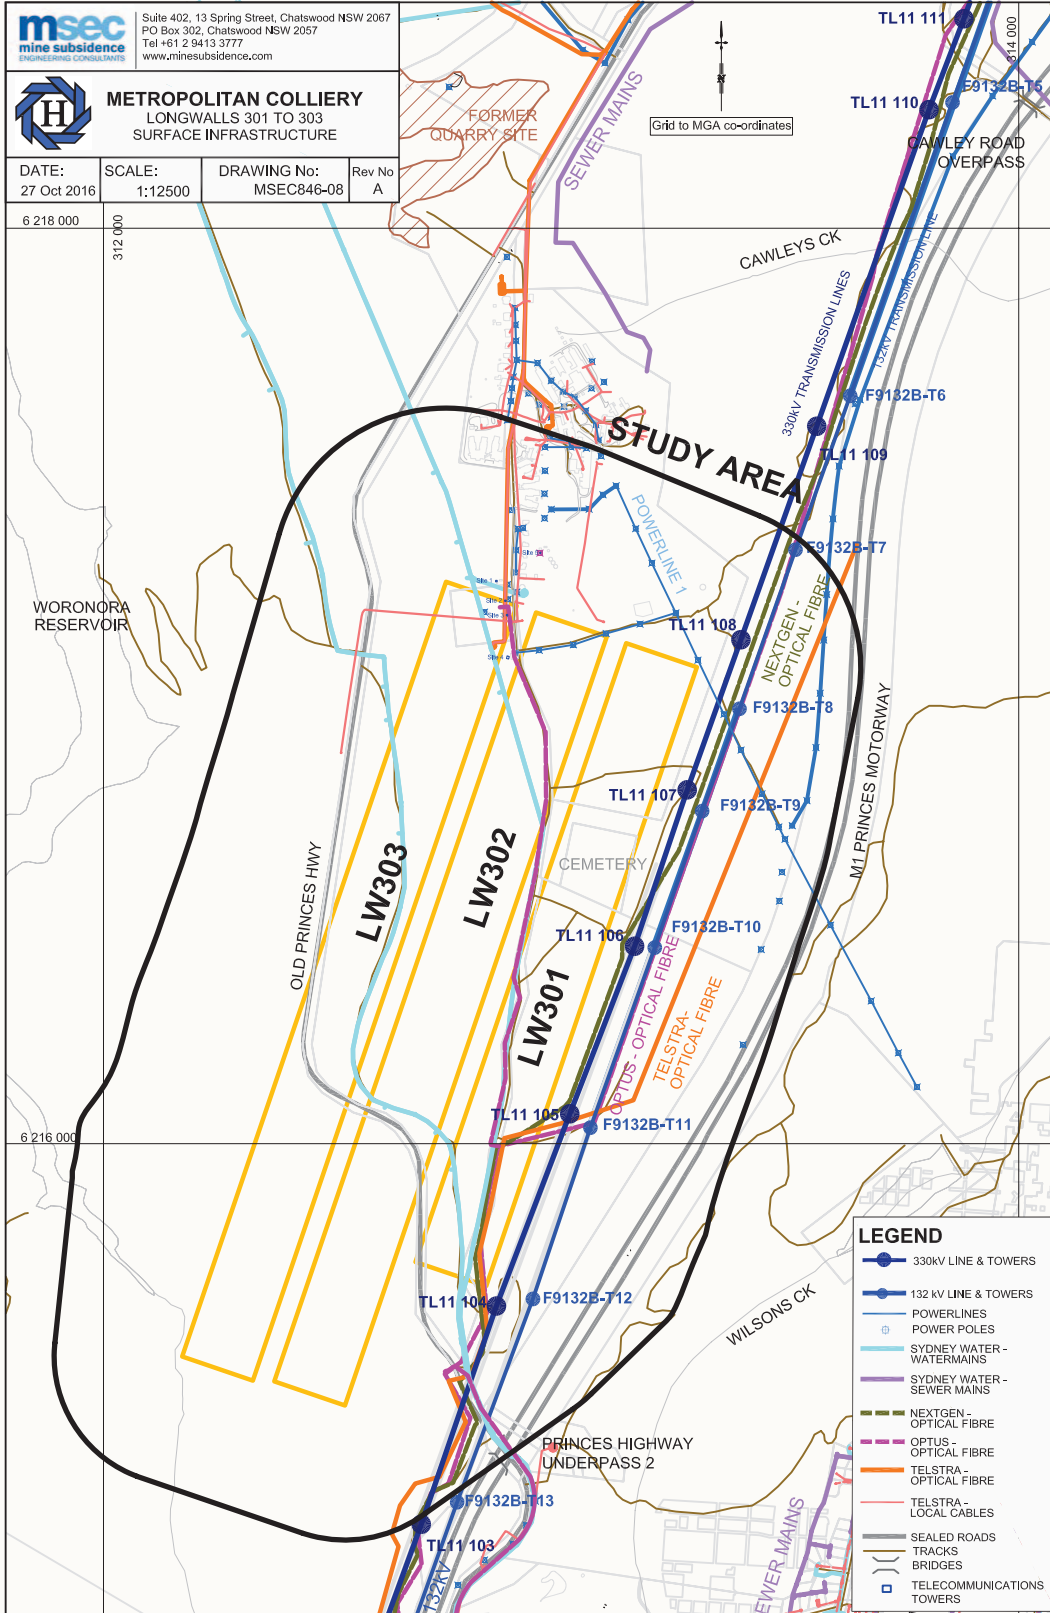 msec
mine subsidence
ENGINEERING CONSULTANTS
Suite 402, 13 Spring Street, Chatswood NSW 2067
PO Box 302, Chatswood NSW 2057
Tel +61 2 9413 3777
www.minesubsidence.com
H
METROPOLITAN COLLIERY
LONGWALLS 301 TO 303
SURFACE INFRASTRUCTURE
DATE:
27 Oct 2016
SCALE:
1:12500
DRAWING No:
MSEC846-08
Rev No
A
N
Grid to MGA co-ordinates
6 218 000
312 000
314 000
6 216 000
FORMER
QUARRY SITE
SEWER MAINS
TL11 111
TL11 110
F9132B-T5
CAWLEY ROAD
OVERPASS
CAWLEYS CK
132kV TRANSMISSION LINE
330kV TRANSMISSION LINES
F9132B-T6
TL11 109
STUDY AREA
POWERLINE 1
F9132B-T7
Site 1
Site 2
Site 3
Site 4
WORONORA
RESERVOIR
TL11 108
NEXTGEN -
OPTICAL FIBRE
F9132B-T8
M1 PRINCES MOTORWAY
TL11 107
F9132B-T9
CEMETERY
LW303
LW302
LW301
OLD PRINCES HWY
TL11 106
F9132B-T10
OPTUS - OPTICAL FIBRE
TELSTRA-
OPTICAL FIBRE
TL11 105
F9132B-T11
TL11 104
F9132B-T12
WILSONS CK
PRINCES HIGHWAY
UNDERPASS 2
F9132B-T13
TL11 103
132kV
SEWER MAINS
LEGEND
330kV LINE & TOWERS
132 kV LINE & TOWERS
POWERLINES
POWER POLES
SYDNEY WATER -
WATERMAINS
SYDNEY WATER -
SEWER MAINS
NEXTGEN -
OPTICAL FIBRE
OPTUS -
OPTICAL FIBRE
TELSTRA -
OPTICAL FIBRE
TELSTRA -
LOCAL CABLES
SEALED ROADS
TRACKS
BRIDGES
TELECOMMUNICATIONS
TOWERS